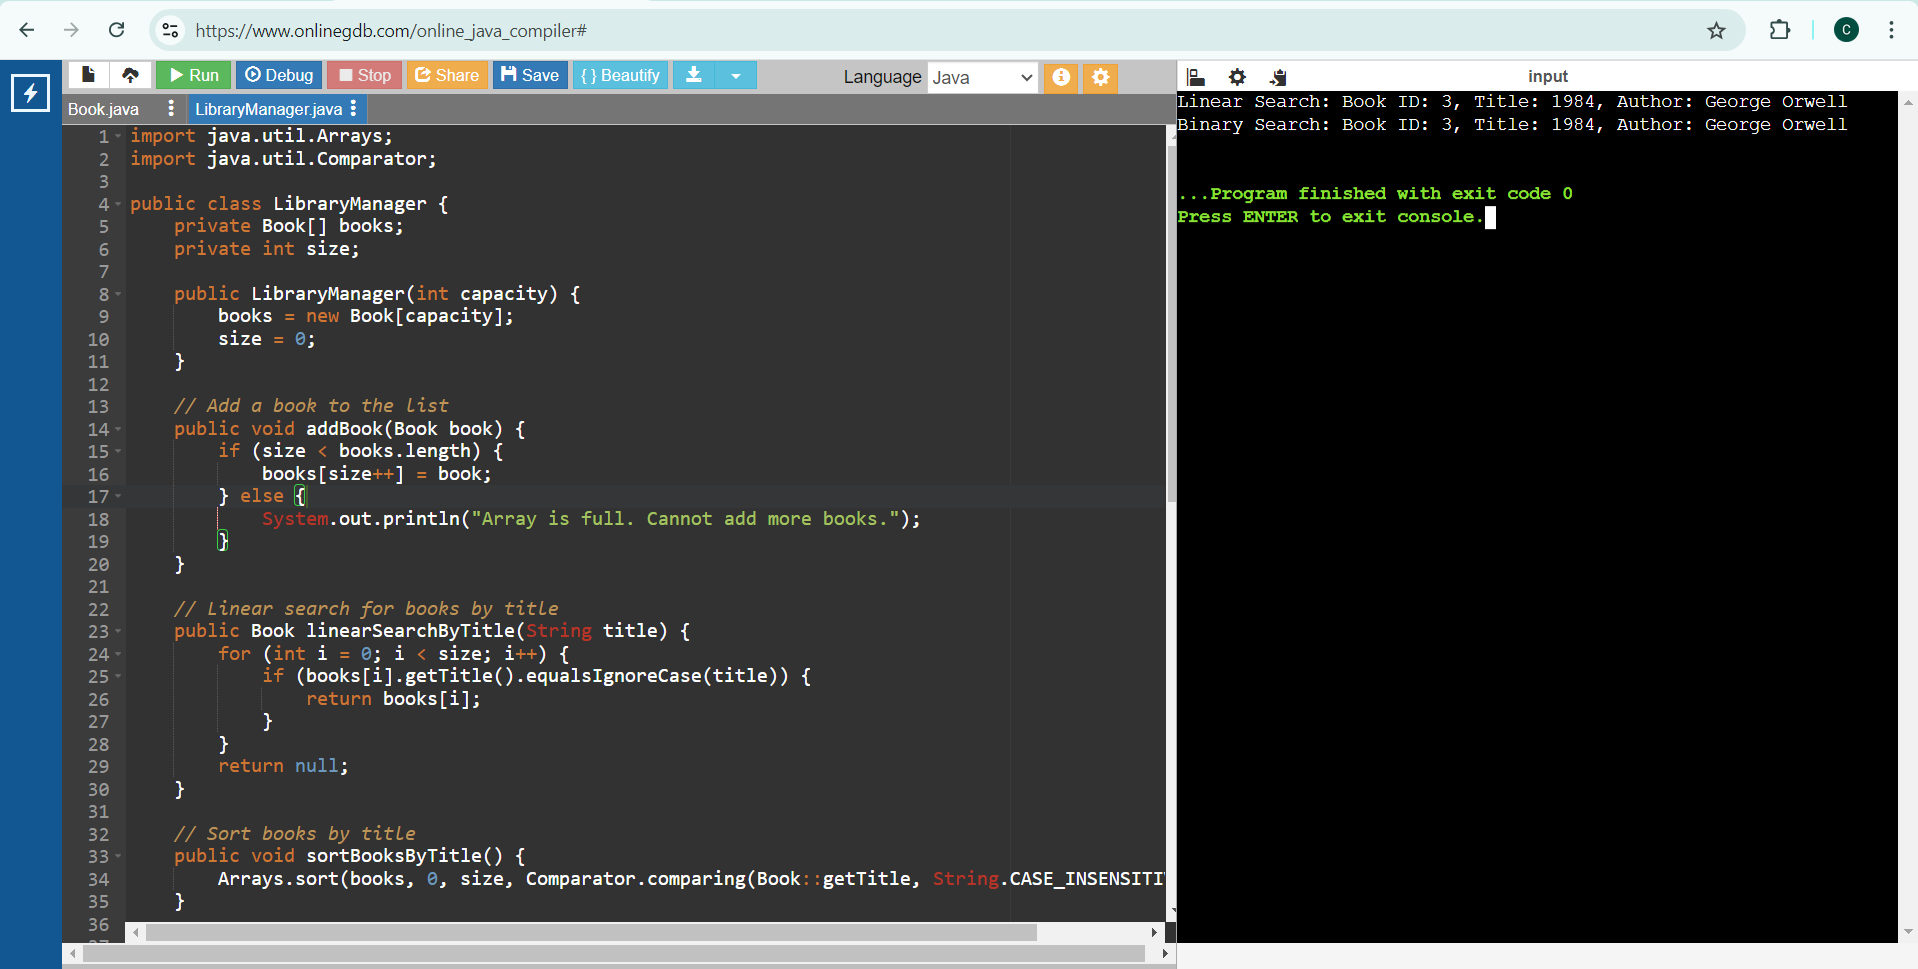 https://www.onlinegdb.com/online_java_compiler#
C
Run Debug Stop Share Save { } Beautify Language Java
Book.java LibraryManager.java
1 import java.util.Arrays;
2 import java.util.Comparator;
3
4 public class LibraryManager {
5 private Book[] books;
6 private int size;
7
8 public LibraryManager(int capacity) {
9 books = new Book[capacity];
10 size = 0;
11 }
12
13 // Add a book to the list
14 public void addBook(Book book) {
15 if (size < books.length) {
16 books[size++] = book;
17 } else {
18 System.out.println("Array is full. Cannot add more books.");
19 }
20 }
21
22 // Linear search for books by title
23 public Book linearSearchByTitle(String title) {
24 for (int i = 0; i < size; i++) {
25 if (books[i].getTitle().equalsIgnoreCase(title)) {
26 return books[i];
27 }
28 }
29 return null;
30 }
31
32 // Sort books by title
33 public void sortBooksByTitle() {
34 Arrays.sort(books, 0, size, Comparator.comparing(Book::getTitle, String.CASE_INSENSITI
35 }
36
input
Linear Search: Book ID: 3, Title: 1984, Author: George Orwell
Binary Search: Book ID: 3, Title: 1984, Author: George Orwell
...Program finished with exit code 0
Press ENTER to exit console.